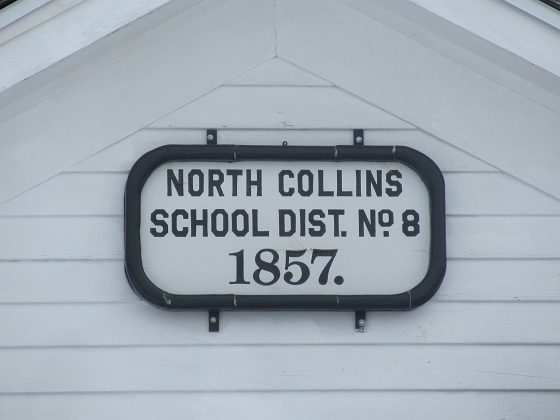 NORTH COLLINS
SCHOOL DIST. Nº 8
1857.